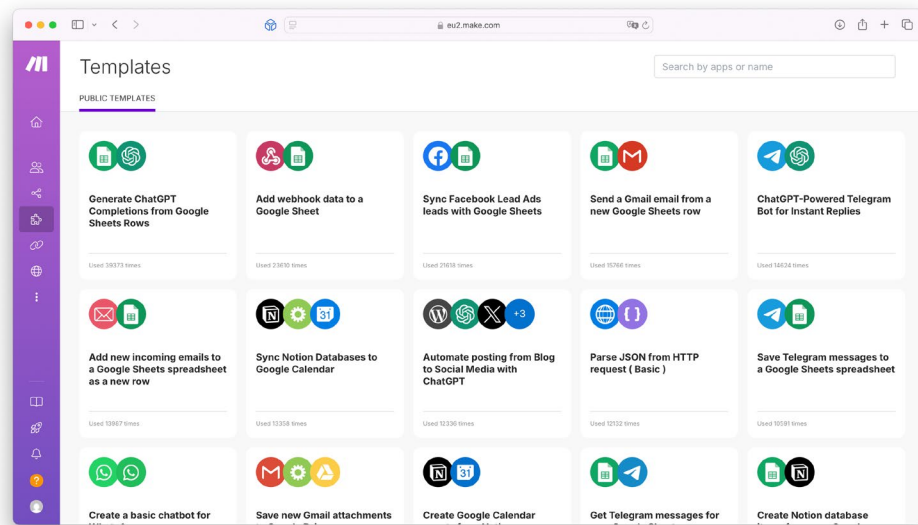 eu2.make.com
Templates
Search by apps or name
PUBLIC TEMPLATES
Generate ChatGPT
Completions from Google
Sheets Rows
Used 39373 times
Add webhook data to a
Google Sheet
Used 23610 times
Sync Facebook Lead Ads
leads with Google Sheets
Used 21618 times
Send a Gmail email from a
new Google Sheets row
Used 15766 times
ChatGPT-Powered Telegram
Bot for Instant Replies
Used 14624 times
Add new incoming emails to
a Google Sheets spreadsheet
as a new row
Used 13867 times
31
Sync Notion Databases to
Google Calendar
Used 13358 times
+3
Automate posting from Blog
to Social Media with
ChatGPT
Used 12336 times
Parse JSON from HTTP
request ( Basic )
Used 12132 times
Save Telegram messages to
a Google Sheets spreadsheet
Used 10591 times
Create a basic chatbot for
Save new Gmail attachments
31
Create Google Calendar
Get Telegram messages for
Create Notion database